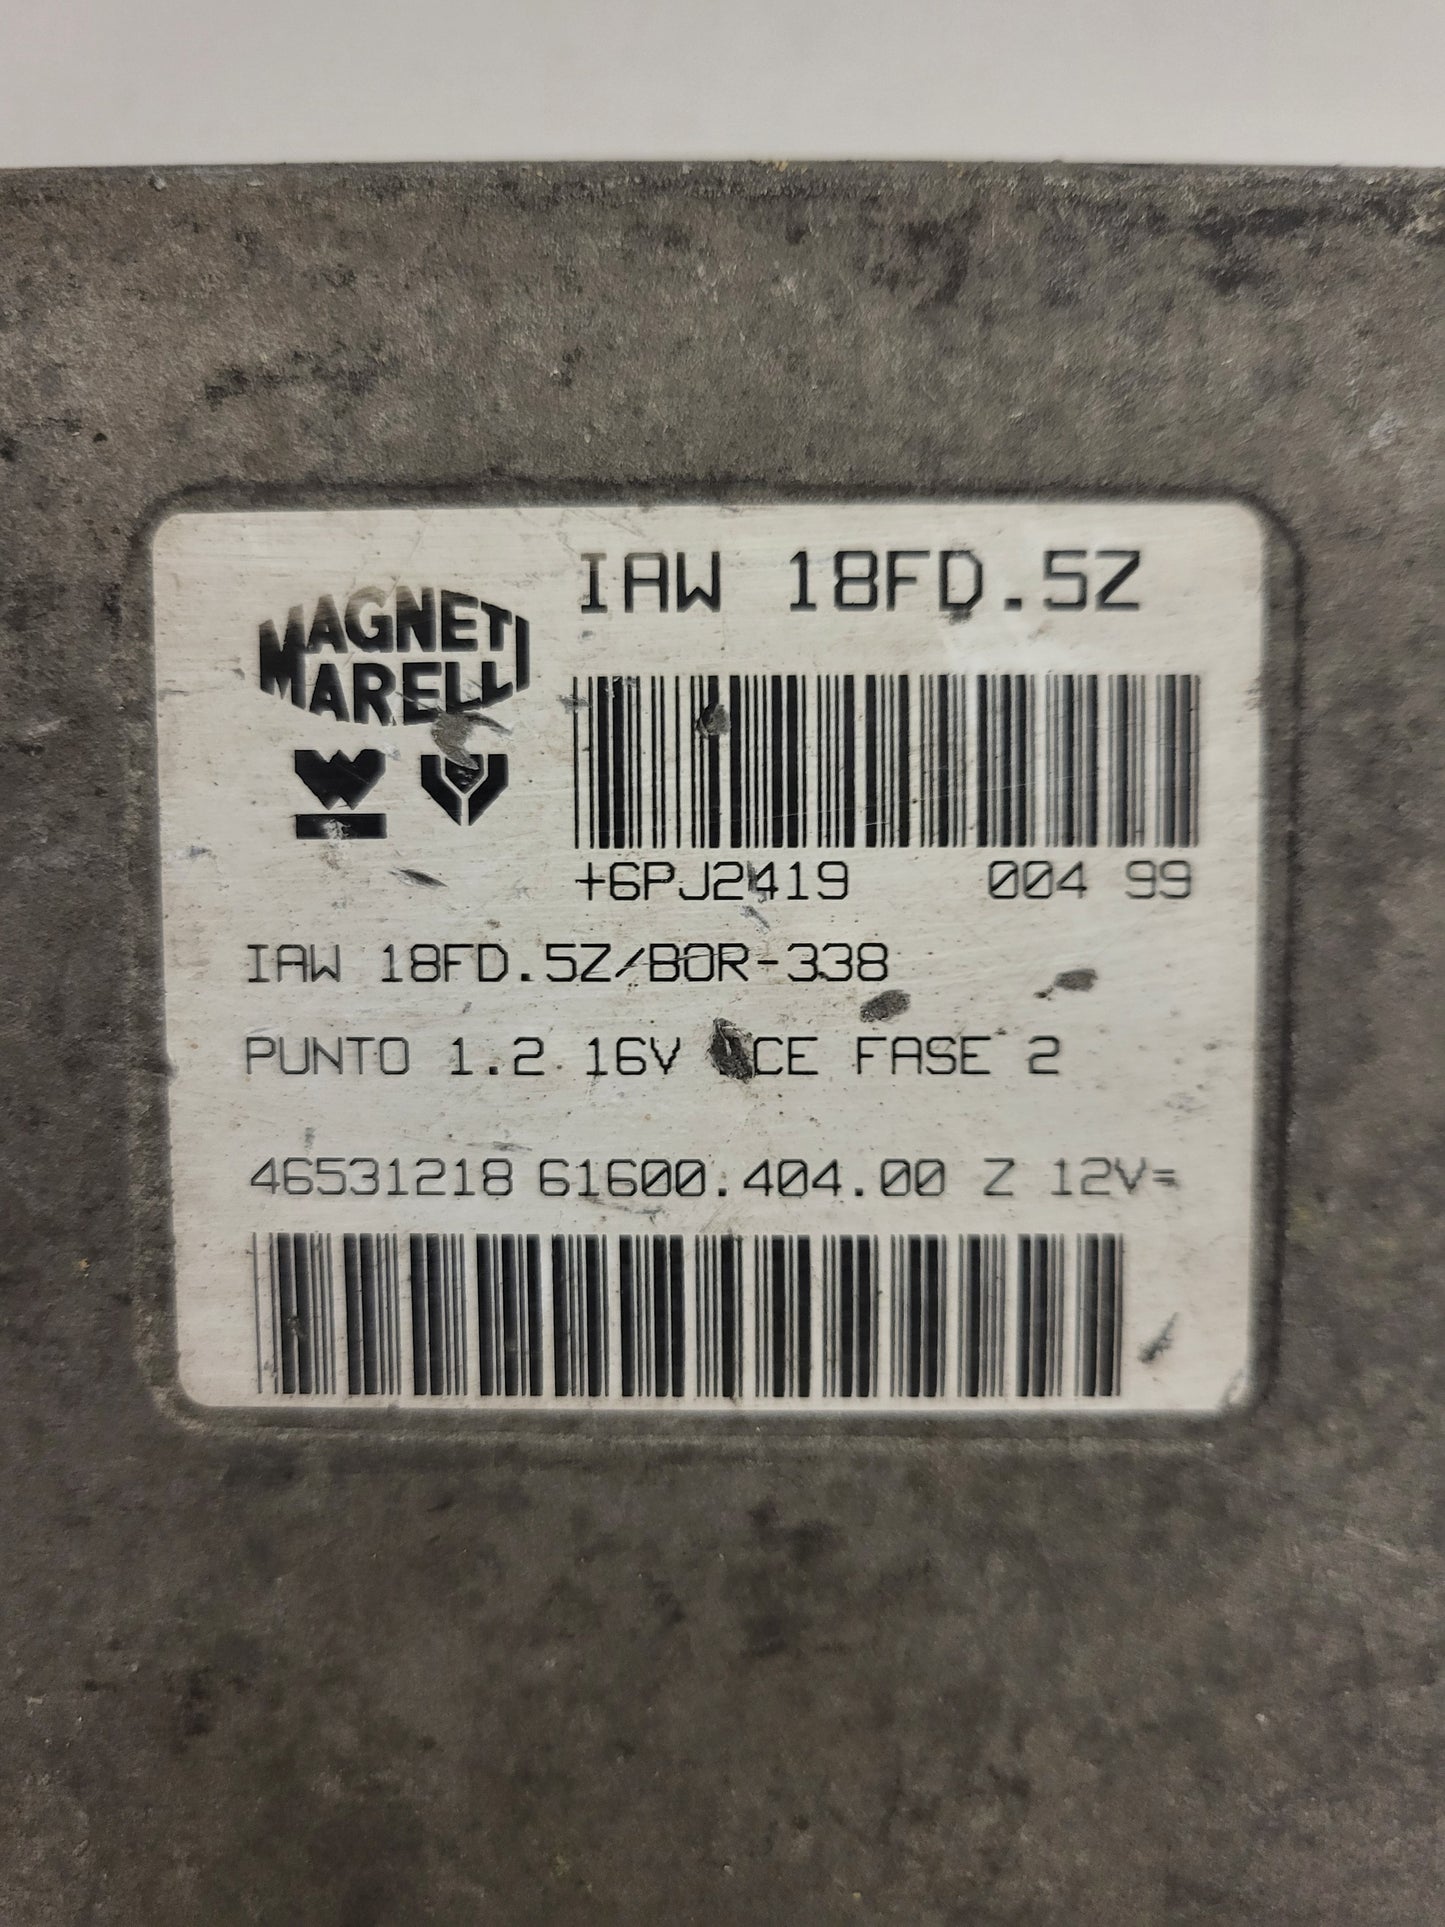 IAW 18FD.5Z
MAGNETI
MARELLI
+6PJ2419 004 99
IAW 18FD.5Z/B0R-338
PUNTO 1.2 16V FASE 2
46531218 61600.404.00 Z 12V=